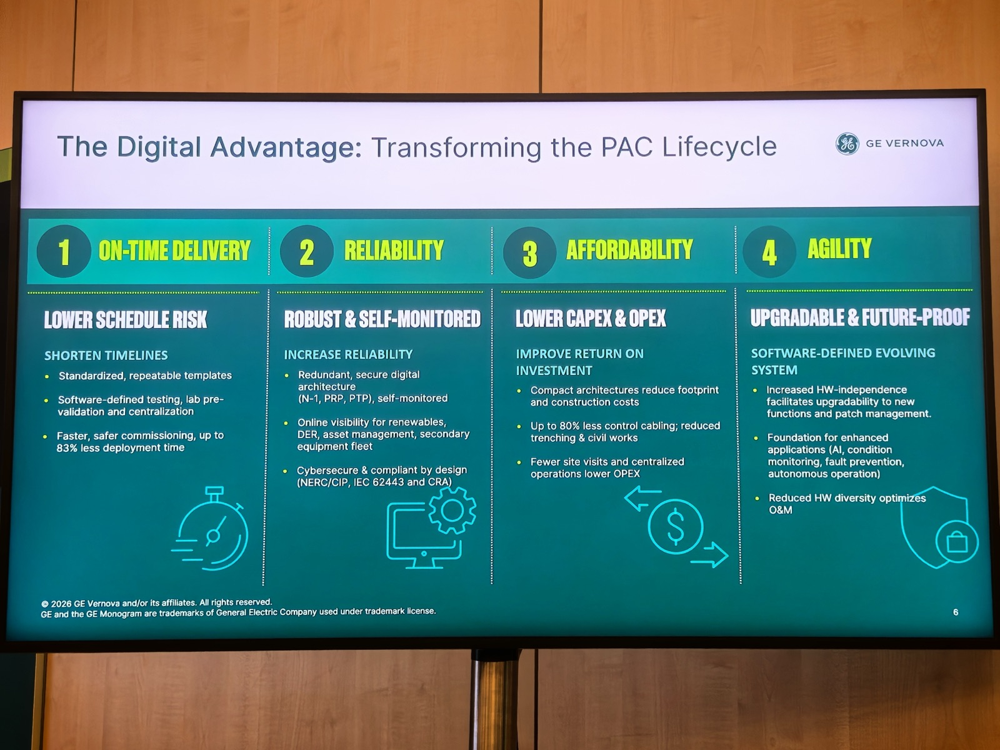 The Digital Advantage: Transforming the PAC Lifecycle
GE VERNOVA
1 ON-TIME DELIVERY
LOWER SCHEDULE RISK
SHORTEN TIMELINES
• Standardized, repeatable templates
• Software-defined testing, lab pre-
validation and centralization
• Faster, safer commissioning, up to
83% less deployment time
2 RELIABILITY
ROBUST & SELF-MONITORED
INCREASE RELIABILITY
• Redundant, secure digital
architecture
(N-1, PRP, PTP), self-monitored
• Online visibility for renewables,
DER, asset management, secondary
equipment fleet
• Cybersecure & compliant by design
(NERC/CIP, IEC 62443 and CRA)
3 AFFORDABILITY
LOWER CAPEX & OPEX
IMPROVE RETURN ON
INVESTMENT
• Compact architectures reduce footprint
and construction costs
• Up to 80% less control cabling; reduced
trenching & civil works
• Fewer site visits and centralized
operations lower OPEX
$
4 AGILITY
UPGRADABLE & FUTURE-PROOF
SOFTWARE-DEFINED EVOLVING
SYSTEM
• Increased HW-independence
facilitates upgradability to new
functions and patch management.
• Foundation for enhanced
applications (AI, condition
monitoring, fault prevention,
autonomous operation)
• Reduced HW diversity optimizes
O&M
© 2026 GE Vernova and/or its affiliates. All rights reserved.
GE and the GE Monogram are trademarks of General Electric Company used under trademark license.
6